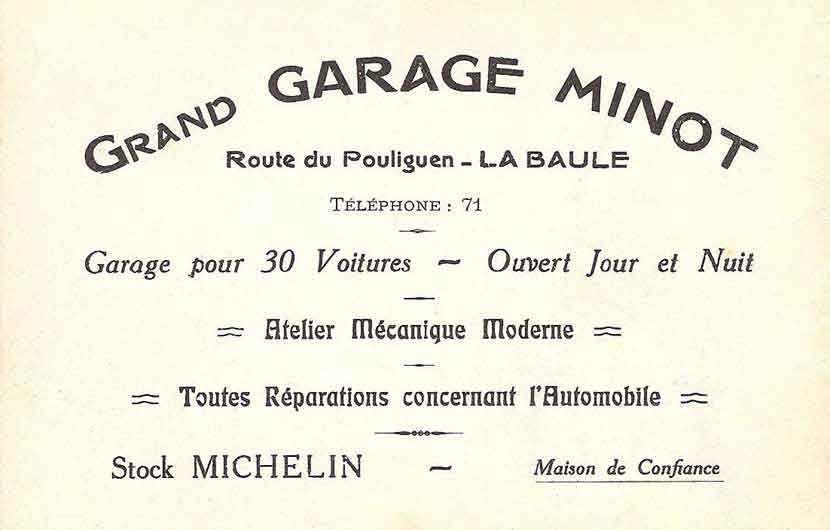 GRAND GARAGE MINOT
Route du Pouliguen - LA BAULE
TÉLÉPHONE : 71
Garage pour 30 Voitures ~ Ouvert Jour et Nuit
Atelier Mécanique Moderne
Toutes Réparations concernant l'Automobile
Stock MICHELIN ~ Maison de Confiance